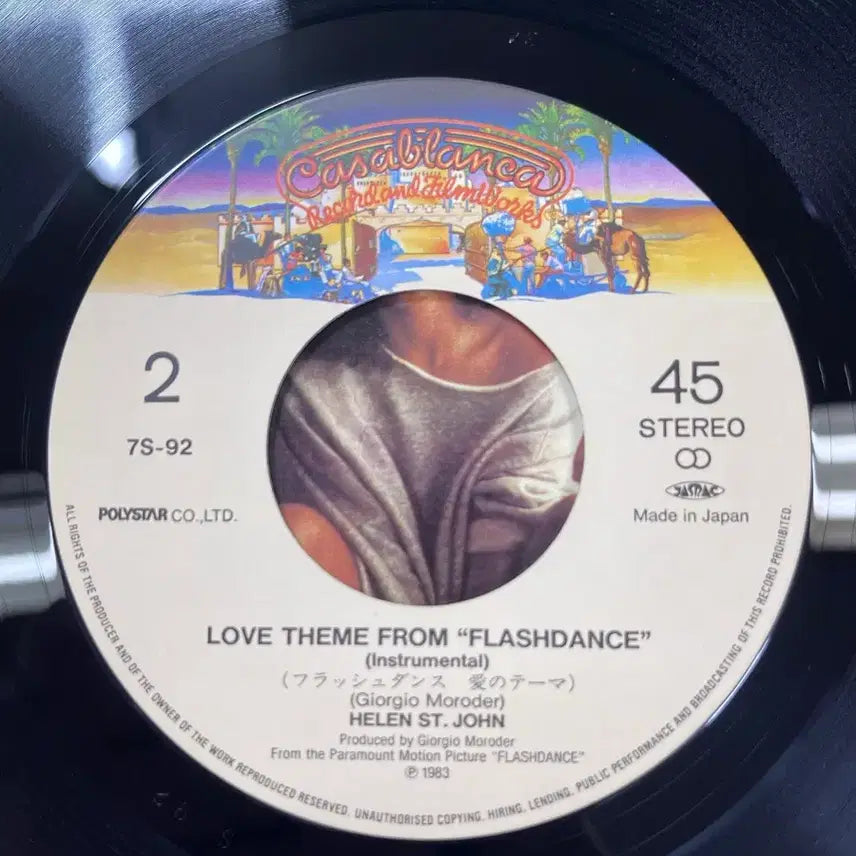 Casablanca
Record and FilmWorks
2
45
7S-92
STEREO
POLYSTAR CO.,LTD.
JASRAC
Made in Japan
LOVE THEME FROM “FLASHDANCE”
(Instrumental)
(フラッシュダンス 愛のテーマ)
(Giorgio Moroder)
HELEN ST. JOHN
Produced by Giorgio Moroder
From the Paramount Motion Picture "FLASHDANCE"
Ⓟ 1983
ALL RIGHTS OF THE PRODUCER AND OF THE OWNER OF THE WORK REPRODUCED RESERVED. UNAUTHORISED COPYING, HIRING, LENDING, PUBLIC PERFORMANCE AND BROADCASTING OF THIS RECORD PROHIBITED.